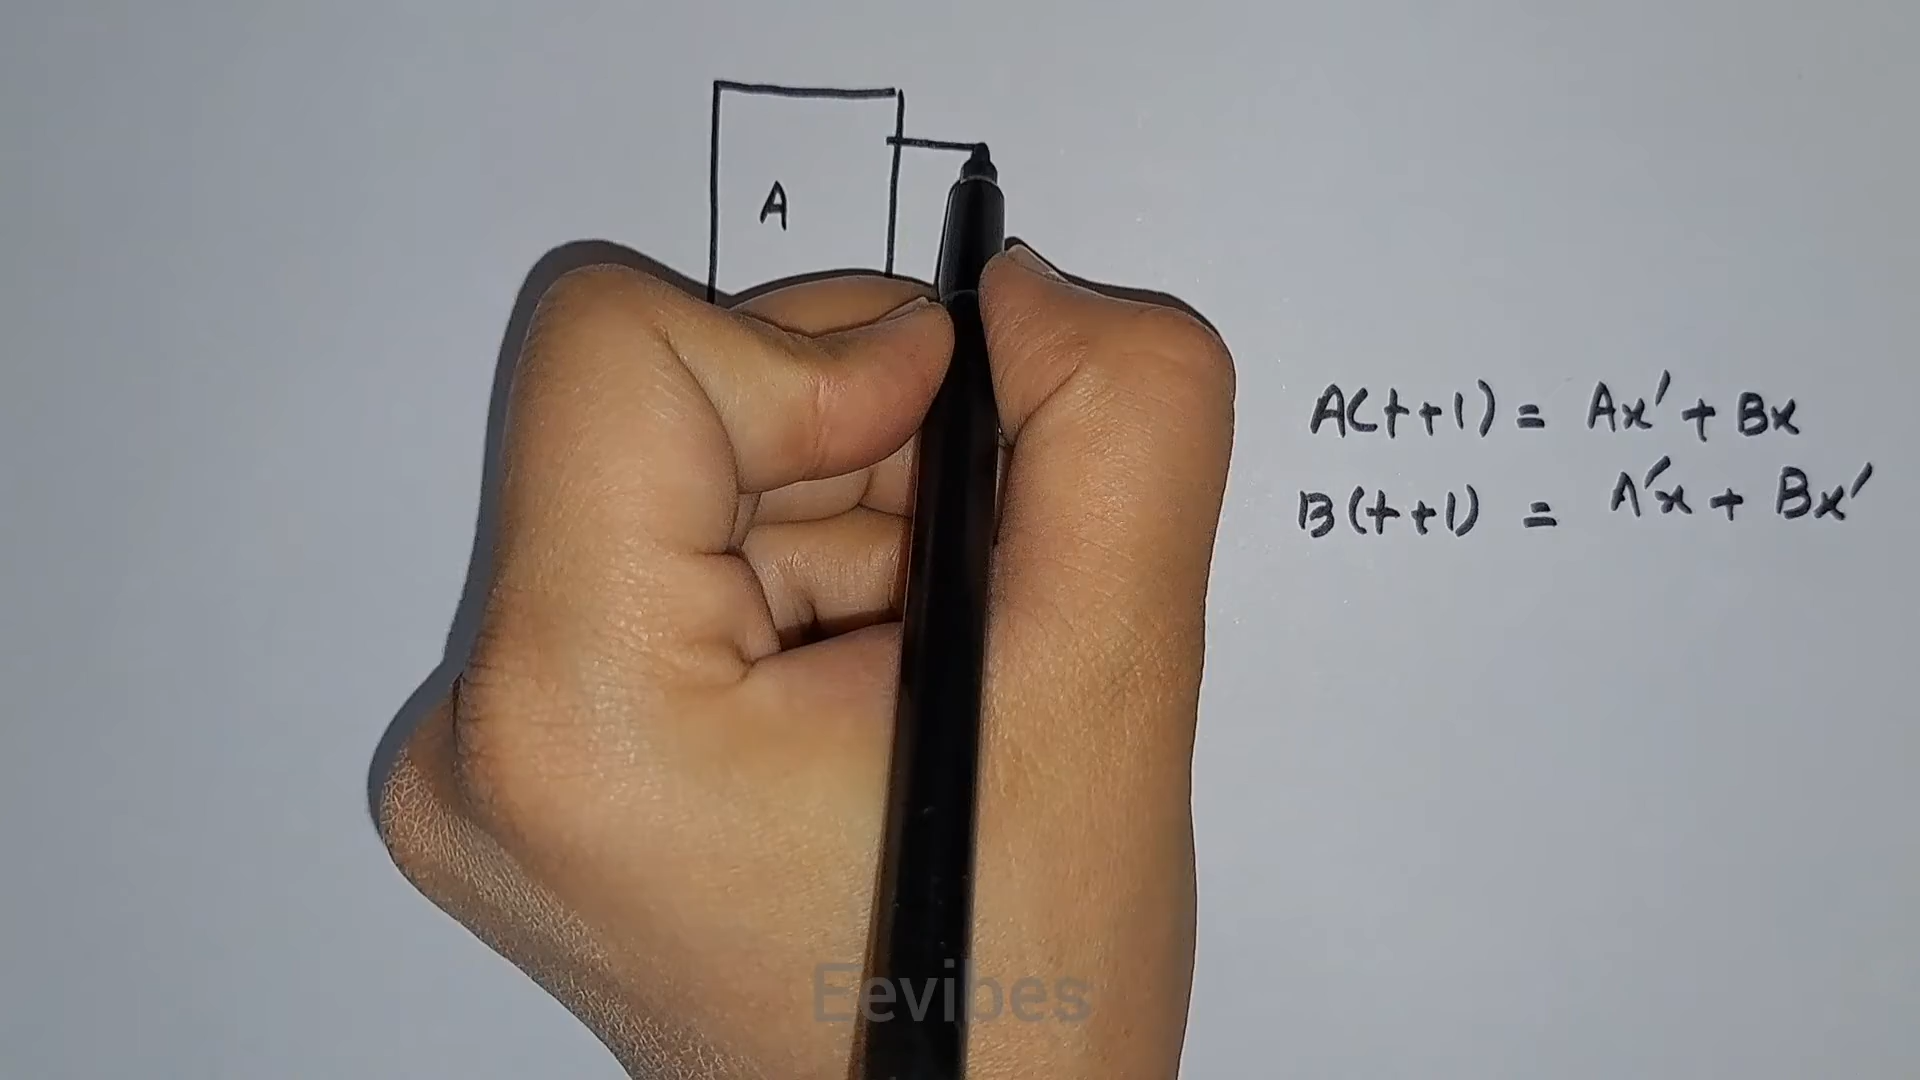 A
A(t+1) = Ax' + Bx
B(t+1) = A'x + Bx'
Eevibes